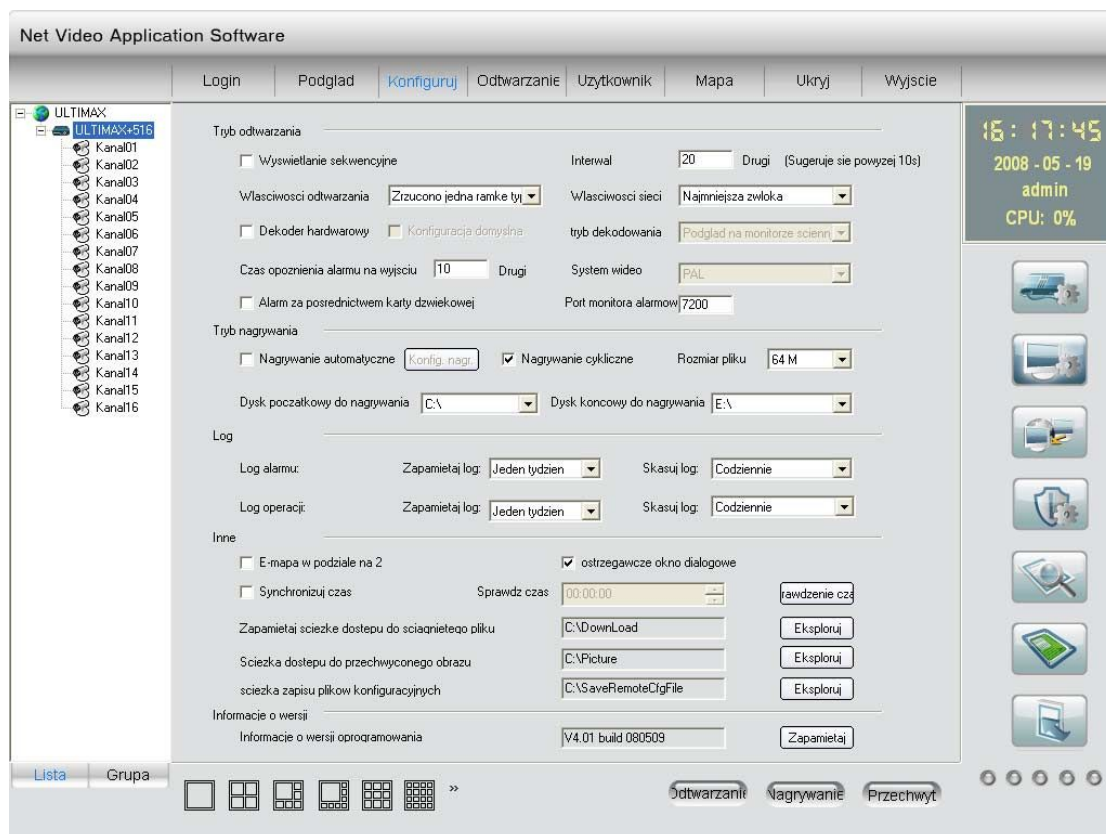 Net Video Application Software
Login Podglad Konfiguruj Odtwarzanie Uzytkownik Mapa Ukryj Wyjscie
ULTIMAX
ULTIMAX+516
Kanal01
Kanal02
Kanal03
Kanal04
Kanal05
Kanal06
Kanal07
Kanal08
Kanal09
Kanal10
Kanal11
Kanal12
Kanal13
Kanal14
Kanal15
Kanal16
Lista Grupa
Tryb odtwarzania
Wyswietlanie sekwencyjne Interwal 20 Drugi (Sugeruje sie powyzej 10s)
Wlasciwosci odtwarzania Zrzucono jedna ramke typ Wlasciwosci sieci Najmniejsza zwloka
Dekoder hardwarowy Konfiguracja domyslna tryb dekodowania Podglad na monitorze scienn
Czas opoznienia alarmu na wyjsciu 10 Drugi System wideo PAL
Alarm za posrednictwem karty dzwiekowej Port monitora alarmow 7200
Tryb nagrywania
Nagrywanie automatyczne Konfig. nagr. Nagrywanie cykliczne Rozmiar pliku 64 M
Dysk poczatkowy do nagrywania C:\ Dysk koncowy do nagrywania E:\
Log
Log alarmu: Zapamietaj log: Jeden tydzien Skasuj log: Codziennie
Log operacji: Zapamietaj log: Jeden tydzien Skasuj log: Codziennie
Inne
E-mapa w podziale na 2 ostrzegawcze okno dialogowe
Synchronizuj czas Sprawdz czas 00:00:00 rawdzenie cza
Zapamietaj sciezke dostepu do sciagnietego pliku C:\DownLoad Eksploruj
Sciezka dostepu do przechwyconego obrazu C:\Picture Eksploruj
sciezka zapisu plikow konfiguracyjnych C:\SaveRemoteCfgFile Eksploruj
Informacje o wersji
Informacje o wersji oprogramowania V4.01 build 080509 Zapamietaj
» Odtwarzanie Nagrywanie Przechwyt
16:17:45
2008 - 05 - 19
admin
CPU: 0%